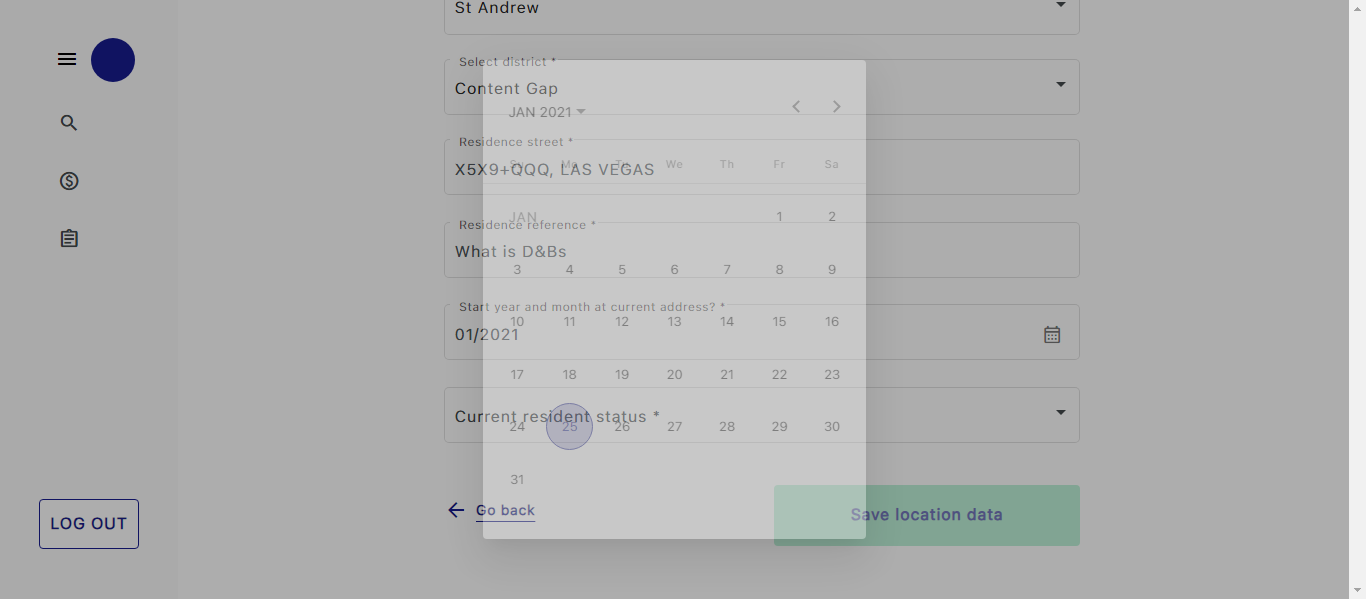 St Andrew
Select district *
Content Gap
JAN 2021
Residence street *
Su Mo Tu We Th Fr Sa
X5X9+QQQ, LAS VEGAS
JAN 1 2
Residence reference *
What is D&Bs
3 4 5 6 7 8 9
Start year and month at current address? *
10 11 12 13 14 15 16
01/2021
17 18 19 20 21 22 23
Current resident status *
24 25 26 27 28 29 30
31
Go back
Save location data
LOG OUT